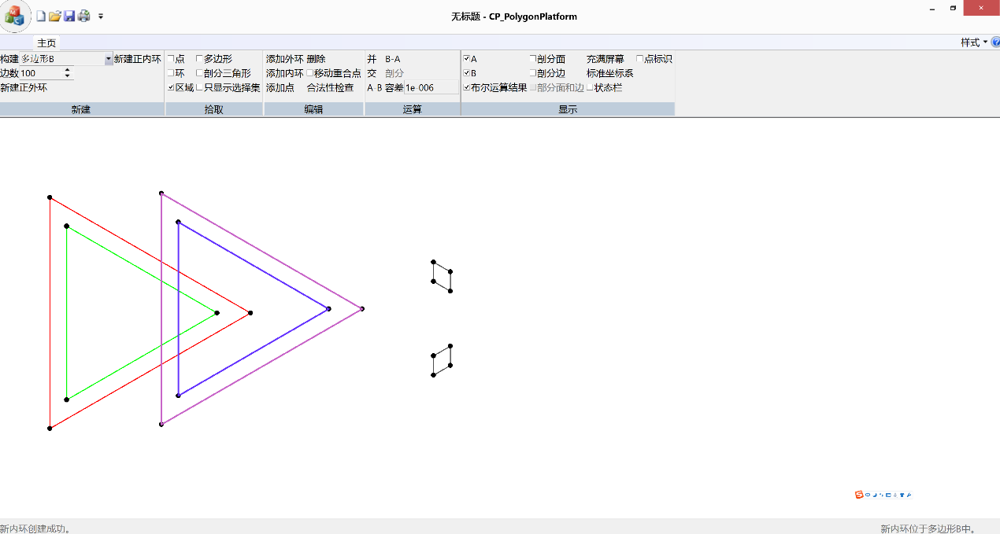 无标题 - CP_PolygonPlatform
主页
样式
构建 多边形B 新建正内环 点 多边形 添加外环 删除 并 B-A A 剖分面 充满屏幕 点标识
边数 100 环 剖分三角形 添加内环 移动重合点 交 剖分 B 剖分边 标准坐标系
新建正外环 区域 只显示选择集 添加点 合法性检查 A-B 容差 1e-006 布尔运算结果 部分面和边 状态栏
新建 拾取 编辑 运算 显示
新内环创建成功。 新内环位于多边形B中。